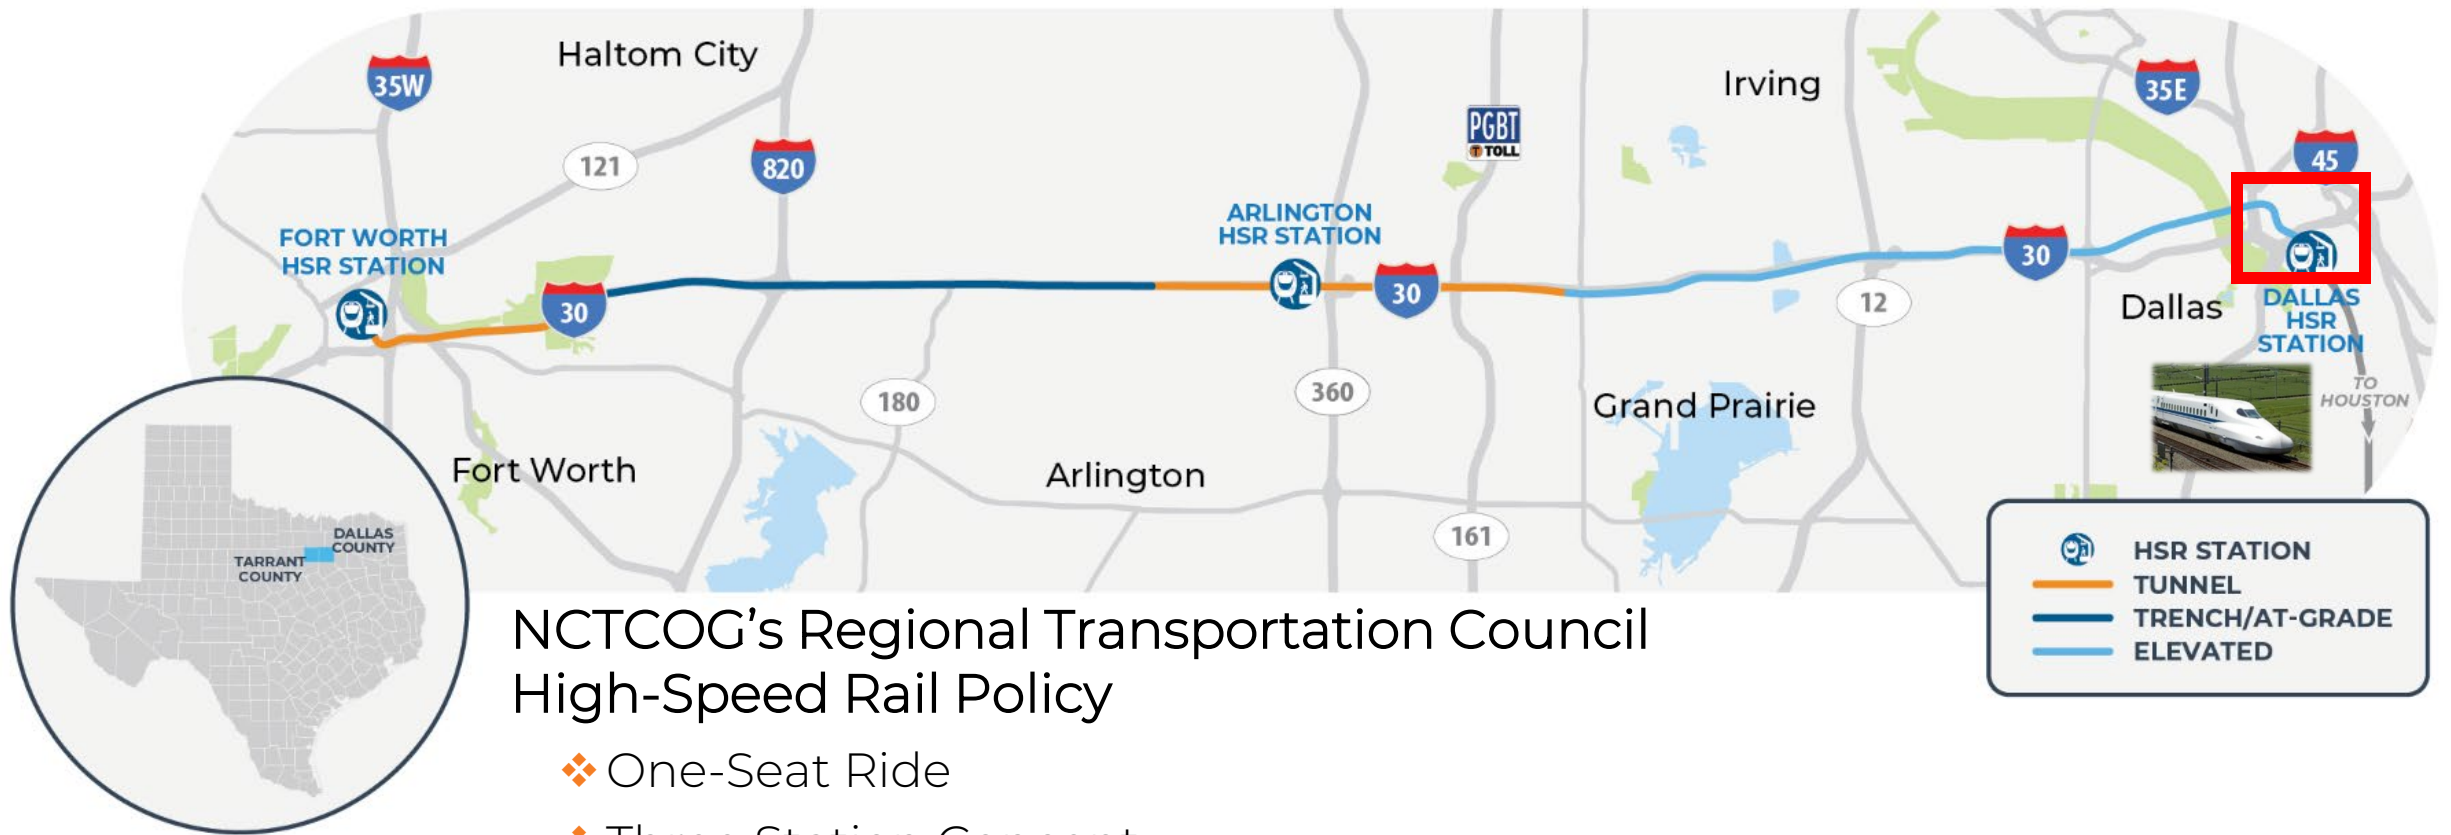 Haltom City
35W
121
820
FORT WORTH
HSR STATION
30
ARLINGTON
HSR STATION
30
PGBT
TOLL
Irving
35E
45
30
12
Dallas
DALLAS
HSR
STATION
TO
HOUSTON
180
360
Grand Prairie
Fort Worth
Arlington
161
DALLAS
COUNTY
TARRANT
COUNTY
HSR STATION
TUNNEL
TRENCH/AT-GRADE
ELEVATED
NCTCOG’s Regional Transportation Council
High-Speed Rail Policy
❖ One-Seat Ride